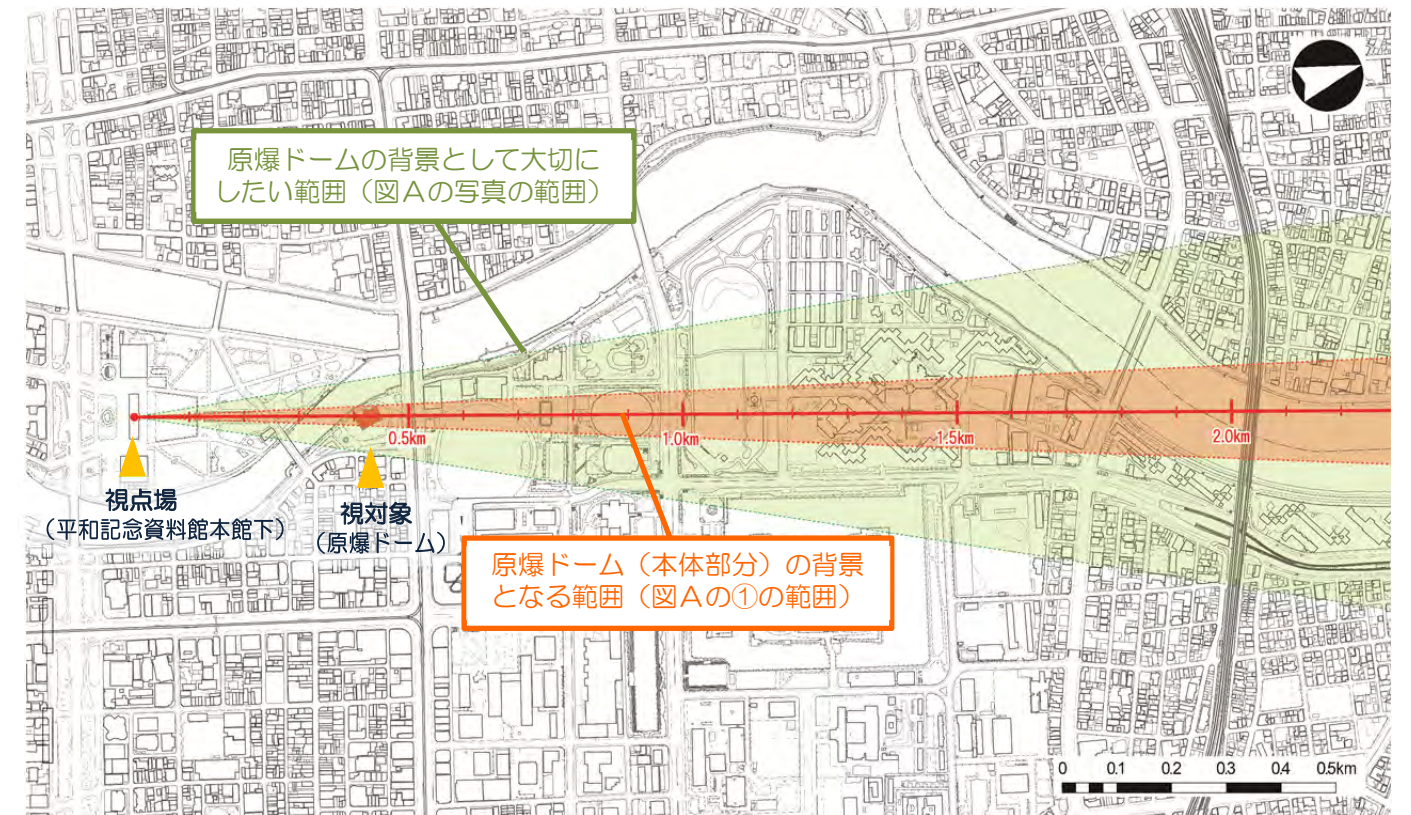 原爆ドームの背景として大切に
したい範囲（図Aの写真の範囲）
0.5km
1.0km
1.5km
2.0km
視点場
（平和記念資料館本館下）
視対象
（原爆ドーム）
原爆ドーム（本体部分）の背景
となる範囲（図Aの①の範囲）
0 0.1 0.2 0.3 0.4 0.5km